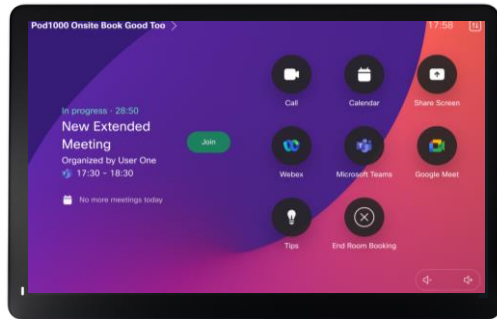 Pod1000 Onsite Book Good Too
17:58
In progress - 28:50
New Extended
Meeting
Organized by User One
17:30 - 18:30
Join
No more meetings today
Call
Calendar
Share Screen
Webex
Microsoft Teams
Google Meet
Tips
End Room Booking